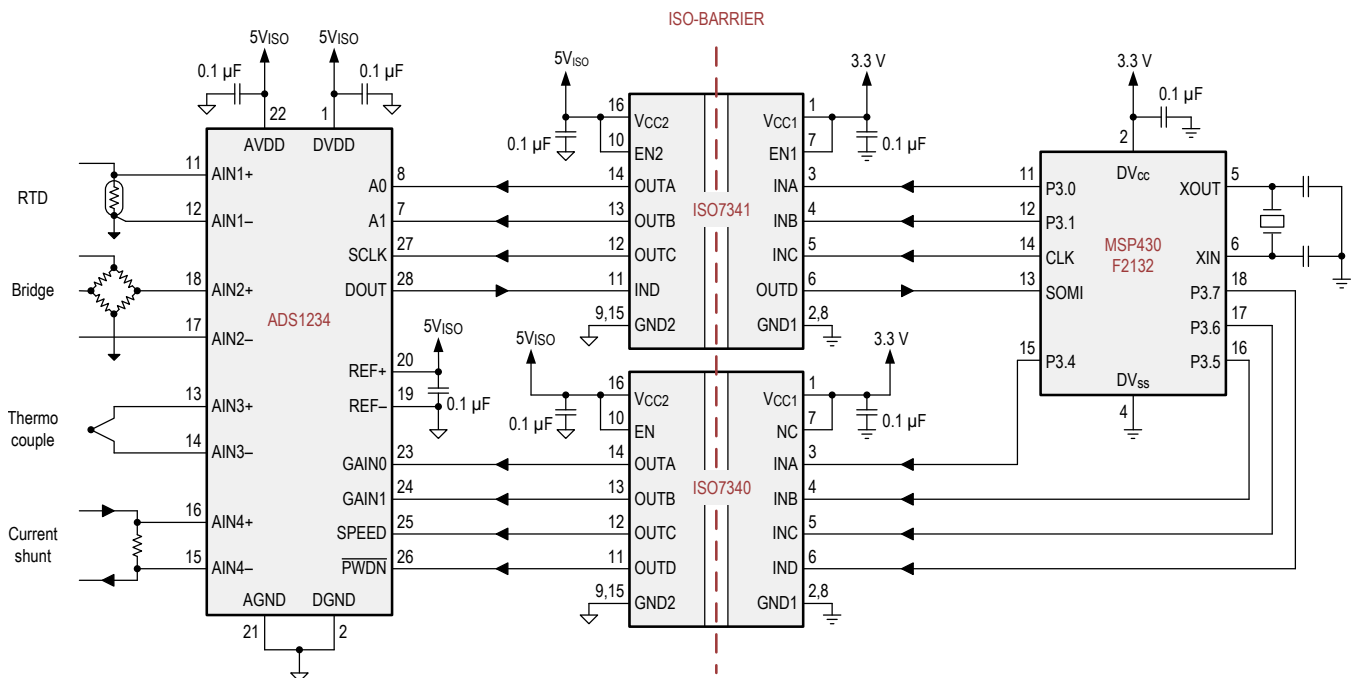 ISO-BARRIER
5VISO
5VISO
0.1 µF
0.1 µF
22
1
AVDD
DVDD
RTD
11
AIN1+
12
AIN1–
Bridge
18
AIN2+
17
AIN2–
Thermo
couple
13
AIN3+
14
AIN3–
Current
shunt
16
AIN4+
15
AIN4–
ADS1234
A0
8
A1
7
SCLK
27
DOUT
28
REF+
20
REF–
19
5VISO
0.1 µF
GAIN0
23
GAIN1
24
SPEED
25
PWDN
26
AGND
DGND
21
2
5VISO
0.1 µF
16
VCC2
10
EN2
14
OUTA
13
OUTB
12
OUTC
11
IND
9,15
GND2
ISO7341
3.3 V
0.1 µF
VCC1
1
EN1
7
INA
3
INB
4
INC
5
OUTD
6
GND1
2,8
5VISO
0.1 µF
16
VCC2
10
EN
14
OUTA
13
OUTB
12
OUTC
11
OUTD
9,15
GND2
ISO7340
3.3 V
0.1 µF
VCC1
1
NC
7
INA
3
INB
4
INC
5
IND
6
GND1
2,8
3.3 V
0.1 µF
2
DVcc
11
P3.0
12
P3.1
14
CLK
13
SOMI
15
P3.4
MSP430
F2132
XOUT
5
XIN
6
P3.7
18
P3.6
17
P3.5
16
DVss
4